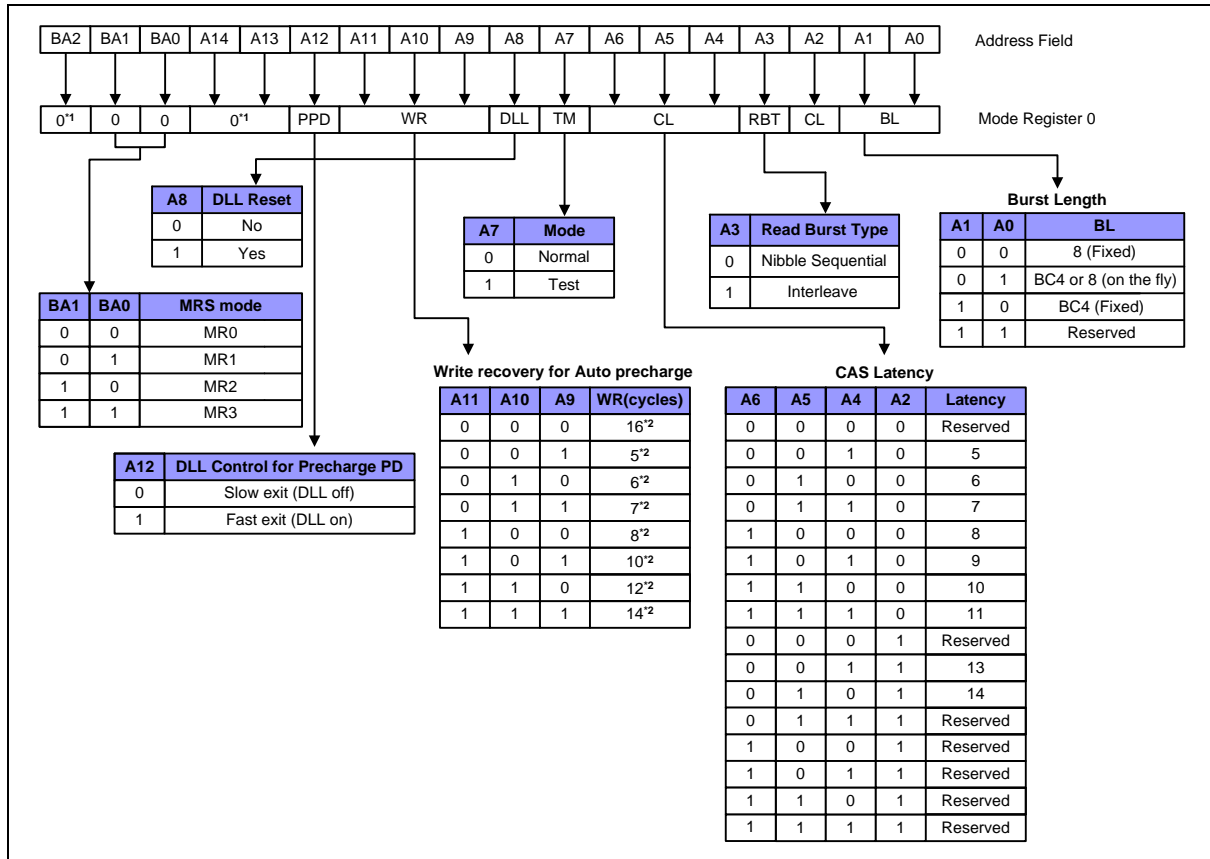 BA2 BA1 BA0 A14 A13 A12 A11 A10 A9 A8 A7 A6 A5 A4 A3 A2 A1 A0 Address Field
0*1 0 0 0*1 PPD WR DLL TM CL RBT CL BL Mode Register 0
A8 DLL Reset
0 No
1 Yes
A7 Mode
0 Normal
1 Test
A3 Read Burst Type
0 Nibble Sequential
1 Interleave
Burst Length
A1 A0 BL
0 0 8 (Fixed)
0 1 BC4 or 8 (on the fly)
1 0 BC4 (Fixed)
1 1 Reserved
BA1 BA0 MRS mode
0 0 MR0
0 1 MR1
1 0 MR2
1 1 MR3
A12 DLL Control for Precharge PD
0 Slow exit (DLL off)
1 Fast exit (DLL on)
Write recovery for Auto precharge
A11 A10 A9 WR(cycles)
0 0 0 16*2
0 0 1 5*2
0 1 0 6*2
0 1 1 7*2
1 0 0 8*2
1 0 1 10*2
1 1 0 12*2
1 1 1 14*2
CAS Latency
A6 A5 A4 A2 Latency
0 0 0 0 Reserved
0 0 1 0 5
0 1 0 0 6
0 1 1 0 7
1 0 0 0 8
1 0 1 0 9
1 1 0 0 10
1 1 1 0 11
0 0 0 1 Reserved
0 0 1 1 13
0 1 0 1 14
0 1 1 1 Reserved
1 0 0 1 Reserved
1 0 1 1 Reserved
1 1 0 1 Reserved
1 1 1 1 Reserved